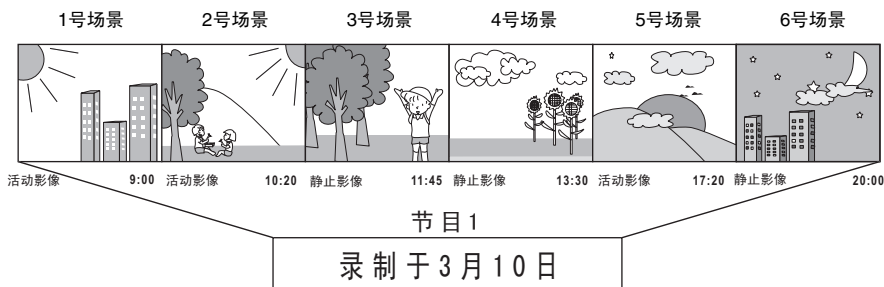 1号场景 2号场景 3号场景 4号场景 5号场景 6号场景
活动影像 9:00 活动影像 10:20 静止影像 11:45 静止影像 13:30 活动影像 17:20 静止影像 20:00
节目1
录制于3月10日